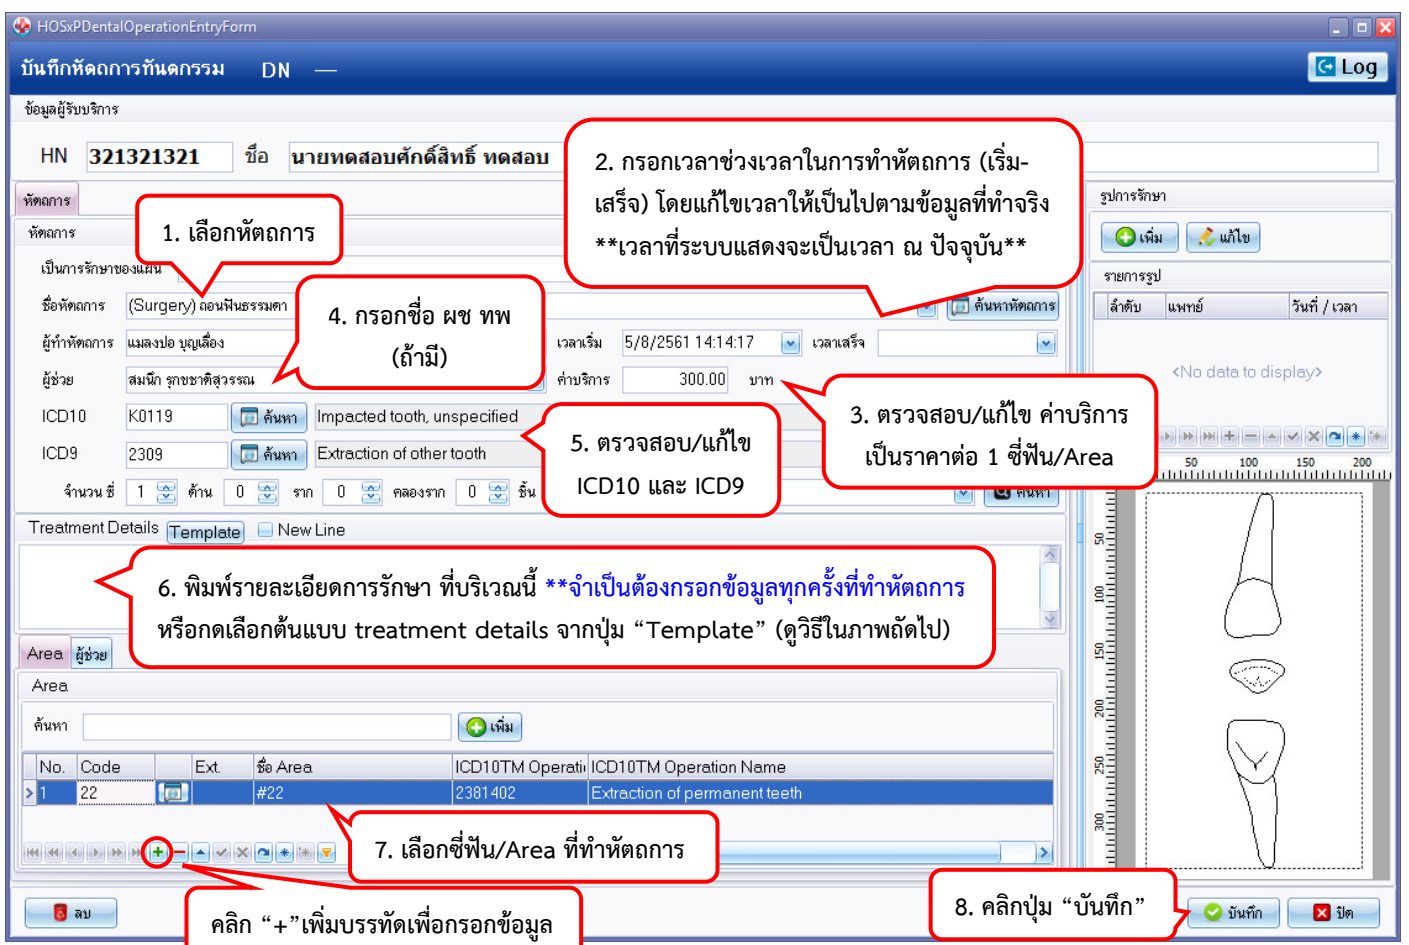 HOSxPDentalOperationEntryForm
บันทึกหัตถการทันตกรรม DN —
Log
ข้อมูลผู้รับบริการ
HN 321321321 ชื่อ นายทดสอบศักดิ์สิทธิ์ ทดสอบ
2. กรอกเวลาช่วงเวลาในการทำหัตถการ (เริ่ม-
เสร็จ) โดยแก้ไขเวลาให้เป็นไปตามข้อมูลที่ทำจริง
**เวลาที่ระบบแสดงจะเป็นเวลา ณ ปัจจุบัน**
หัตถการ
1. เลือกหัตถการ
หัตถการ
เป็นการรักษาของแผน
ชื่อหัตถการ (Surgery) ถอนฟันธรรมดา
ค้นหาหัตถการ
4. กรอกชื่อ ผช ทพ
(ถ้ามี)
ผู้ทำหัตถการ แมลงปอ บุญเลื่อง
เวลาเริ่ม 5/8/2561 14:14:17 เวลาเสร็จ
ผู้ช่วย สมนึก รุกขชาติสุวรรณ
ค่าบริการ 300.00 บาท
3. ตรวจสอบ/แก้ไข ค่าบริการ
เป็นราคาต่อ 1 ซี่ฟัน/Area
ICD10 K0119 ค้นหา Impacted tooth, unspecified
ICD9 2309 ค้นหา Extraction of other tooth
5. ตรวจสอบ/แก้ไข
ICD10 และ ICD9
จำนวน ซี่ 1 ด้าน 0 ราก 0 คลองราก 0 ชิ้น
ค้นหา
Treatment Details Template New Line
6. พิมพ์รายละเอียดการรักษา ที่บริเวณนี้ **จำเป็นต้องกรอกข้อมูลทุกครั้งที่ทำหัตถการ
หรือกดเลือกต้นแบบ treatment details จากปุ่ม “Template” (ดูวิธีในภาพถัดไป)
Area ผู้ช่วย
Area
ค้นหา เพิ่ม
No. Code Ext. ชื่อ Area ICD10TM Operati ICD10TM Operation Name
1 22 #22 2381402 Extraction of permanent teeth
7. เลือกซี่ฟัน/Area ที่ทำหัตถการ
คลิก “+”เพิ่มบรรทัดเพื่อกรอกข้อมูล
ลบ
8. คลิกปุ่ม “บันทึก”
บันทึก ปิด
รูปการรักษา
เพิ่ม แก้ไข
รายการรูป
ลำดับ แพทย์ วันที่ / เวลา
<No data to display>
50 100 150 200
50
100
150
200
250
300